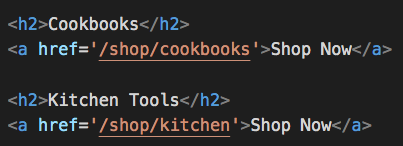 <h2>Cookbooks</h2>
<a href='/shop/cookbooks'>Shop Now</a>
<h2>Kitchen Tools</h2>
<a href='/shop/kitchen'>Shop Now</a>